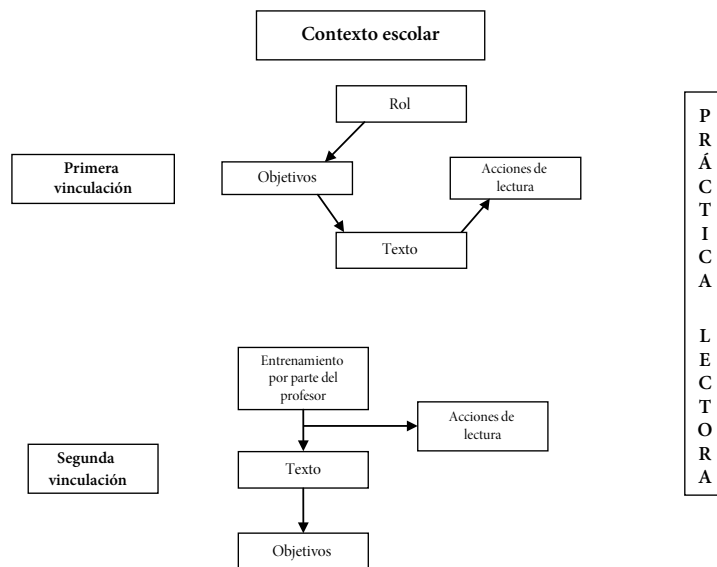 Contexto escolar
Rol
Primera
vinculación
Objetivos
Acciones de
lectura
Texto
Entrenamiento
por parte del
profesor
Acciones de
lectura
Segunda
vinculación
Texto
Objetivos
P
R
Á
C
T
I
C
A
L
E
C
T
O
R
A